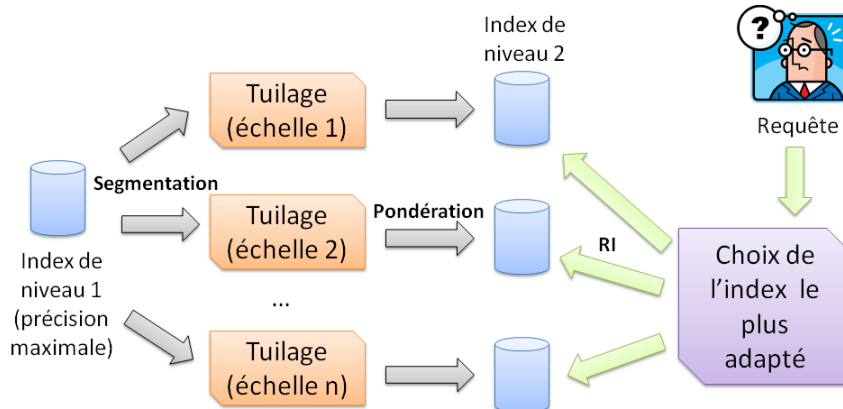 Index de
niveau 2
?
Tuilage
(échelle 1)
Requête
Segmentation
Tuilage
(échelle 2)
Pondération
RI
Index de
niveau 1
(précision
maximale)
...
Choix de
l'index le
plus
adapté
Tuilage
(échelle n)